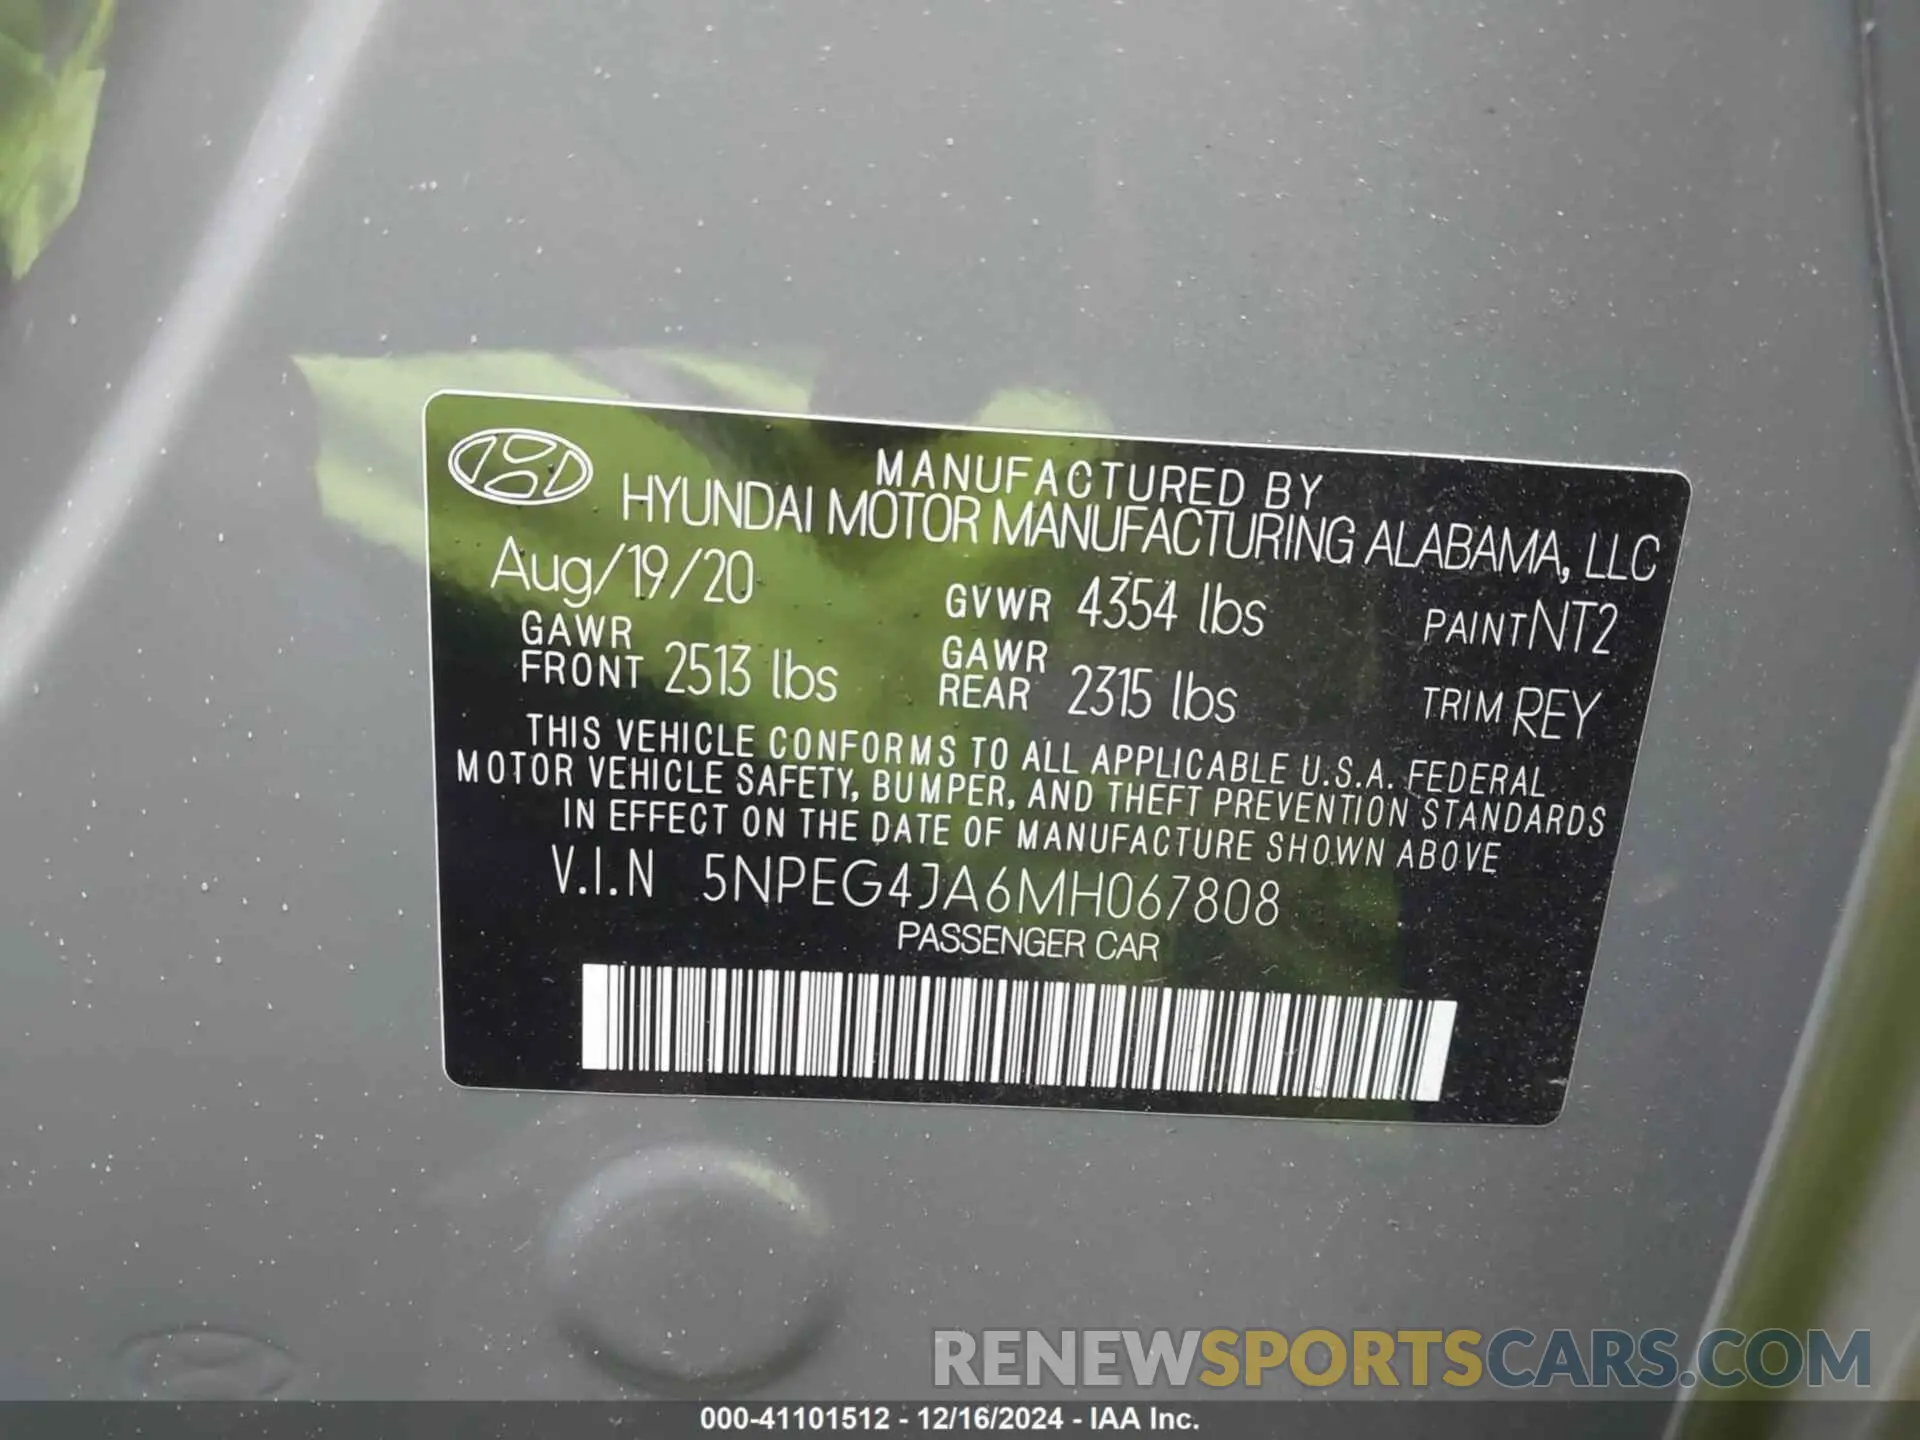 MANUFACTURED BY
HYUNDAI MOTOR MANUFACTURING ALABAMA, LLC
Aug/19/20 GVWR 4354 lbs PAINT NT2
GAWR FRONT 2513 lbs GAWR REAR 2315 lbs TRIM REY
THIS VEHICLE CONFORMS TO ALL APPLICABLE U.S.A. FEDERAL
MOTOR VEHICLE SAFETY, BUMPER, AND THEFT PREVENTION STANDARDS
IN EFFECT ON THE DATE OF MANUFACTURE SHOWN ABOVE
V.I.N 5NPEG4JA6MH067808
PASSENGER CAR
RENEWSPORTSCARS.COM
000-41101512 - 12/16/2024 - IAA Inc.